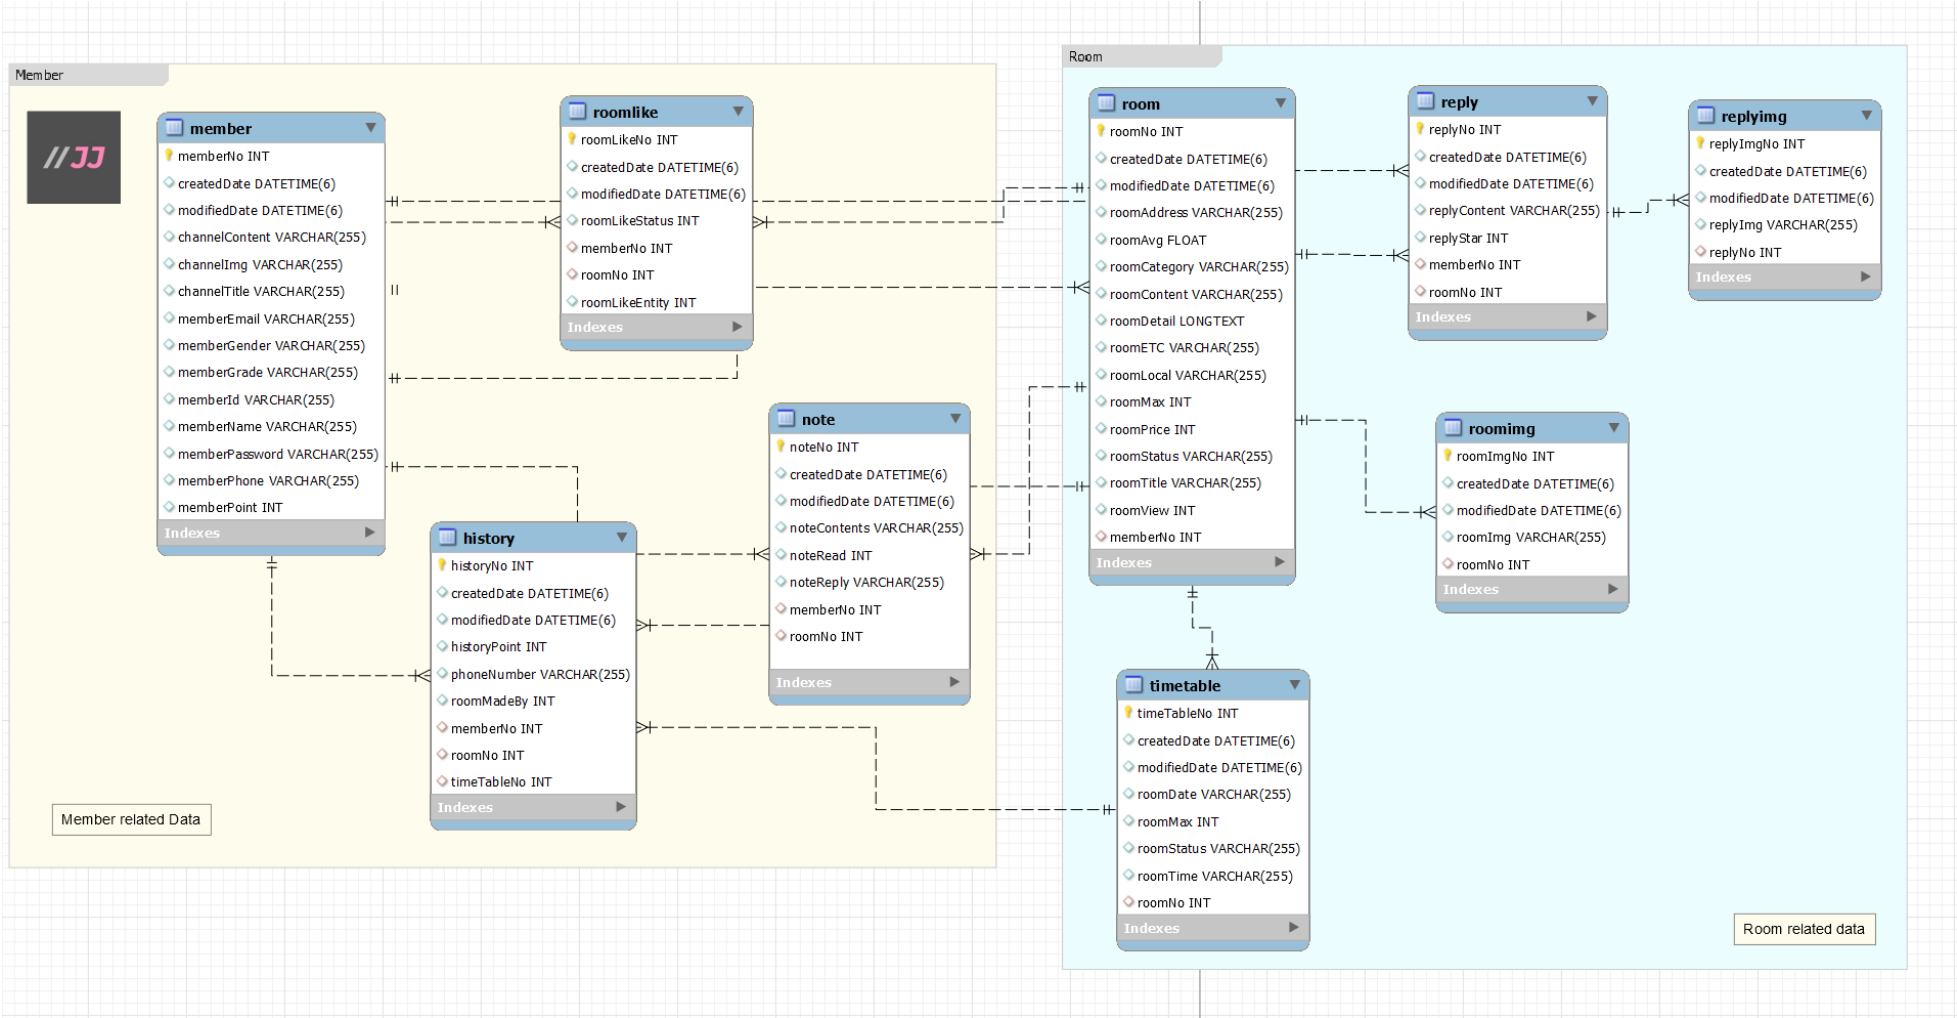 Member
//JJ
member
memberNo INT
createdDate DATETIME(6)
modifiedDate DATETIME(6)
channelContent VARCHAR(255)
channelImg VARCHAR(255)
channelTitle VARCHAR(255)
memberEmail VARCHAR(255)
memberGender VARCHAR(255)
memberGrade VARCHAR(255)
memberId VARCHAR(255)
memberName VARCHAR(255)
memberPassword VARCHAR(255)
memberPhone VARCHAR(255)
memberPoint INT
Indexes
roomlike
roomLikeNo INT
createdDate DATETIME(6)
modifiedDate DATETIME(6)
roomLikeStatus INT
memberNo INT
roomNo INT
roomLikeEntity INT
Indexes
note
noteNo INT
createdDate DATETIME(6)
modifiedDate DATETIME(6)
noteContents VARCHAR(255)
noteRead INT
noteReply VARCHAR(255)
memberNo INT
roomNo INT
Indexes
history
historyNo INT
createdDate DATETIME(6)
modifiedDate DATETIME(6)
historyPoint INT
phoneNumber VARCHAR(255)
roomMadeBy INT
memberNo INT
roomNo INT
timeTableNo INT
Indexes
Member related Data
Room
room
roomNo INT
createdDate DATETIME(6)
modifiedDate DATETIME(6)
roomAddress VARCHAR(255)
roomAvg FLOAT
roomCategory VARCHAR(255)
roomContent VARCHAR(255)
roomDetail LONGTEXT
roomETC VARCHAR(255)
roomLocal VARCHAR(255)
roomMax INT
roomPrice INT
roomStatus VARCHAR(255)
roomTitle VARCHAR(255)
roomView INT
memberNo INT
Indexes
reply
replyNo INT
createdDate DATETIME(6)
modifiedDate DATETIME(6)
replyContent VARCHAR(255)
replyStar INT
memberNo INT
roomNo INT
Indexes
replyimg
replyImgNo INT
createdDate DATETIME(6)
modifiedDate DATETIME(6)
replyImg VARCHAR(255)
replyNo INT
Indexes
roomimg
roomImgNo INT
createdDate DATETIME(6)
modifiedDate DATETIME(6)
roomImg VARCHAR(255)
roomNo INT
Indexes
timetable
timeTableNo INT
createdDate DATETIME(6)
modifiedDate DATETIME(6)
roomDate VARCHAR(255)
roomMax INT
roomStatus VARCHAR(255)
roomTime VARCHAR(255)
roomNo INT
Indexes
Room related data